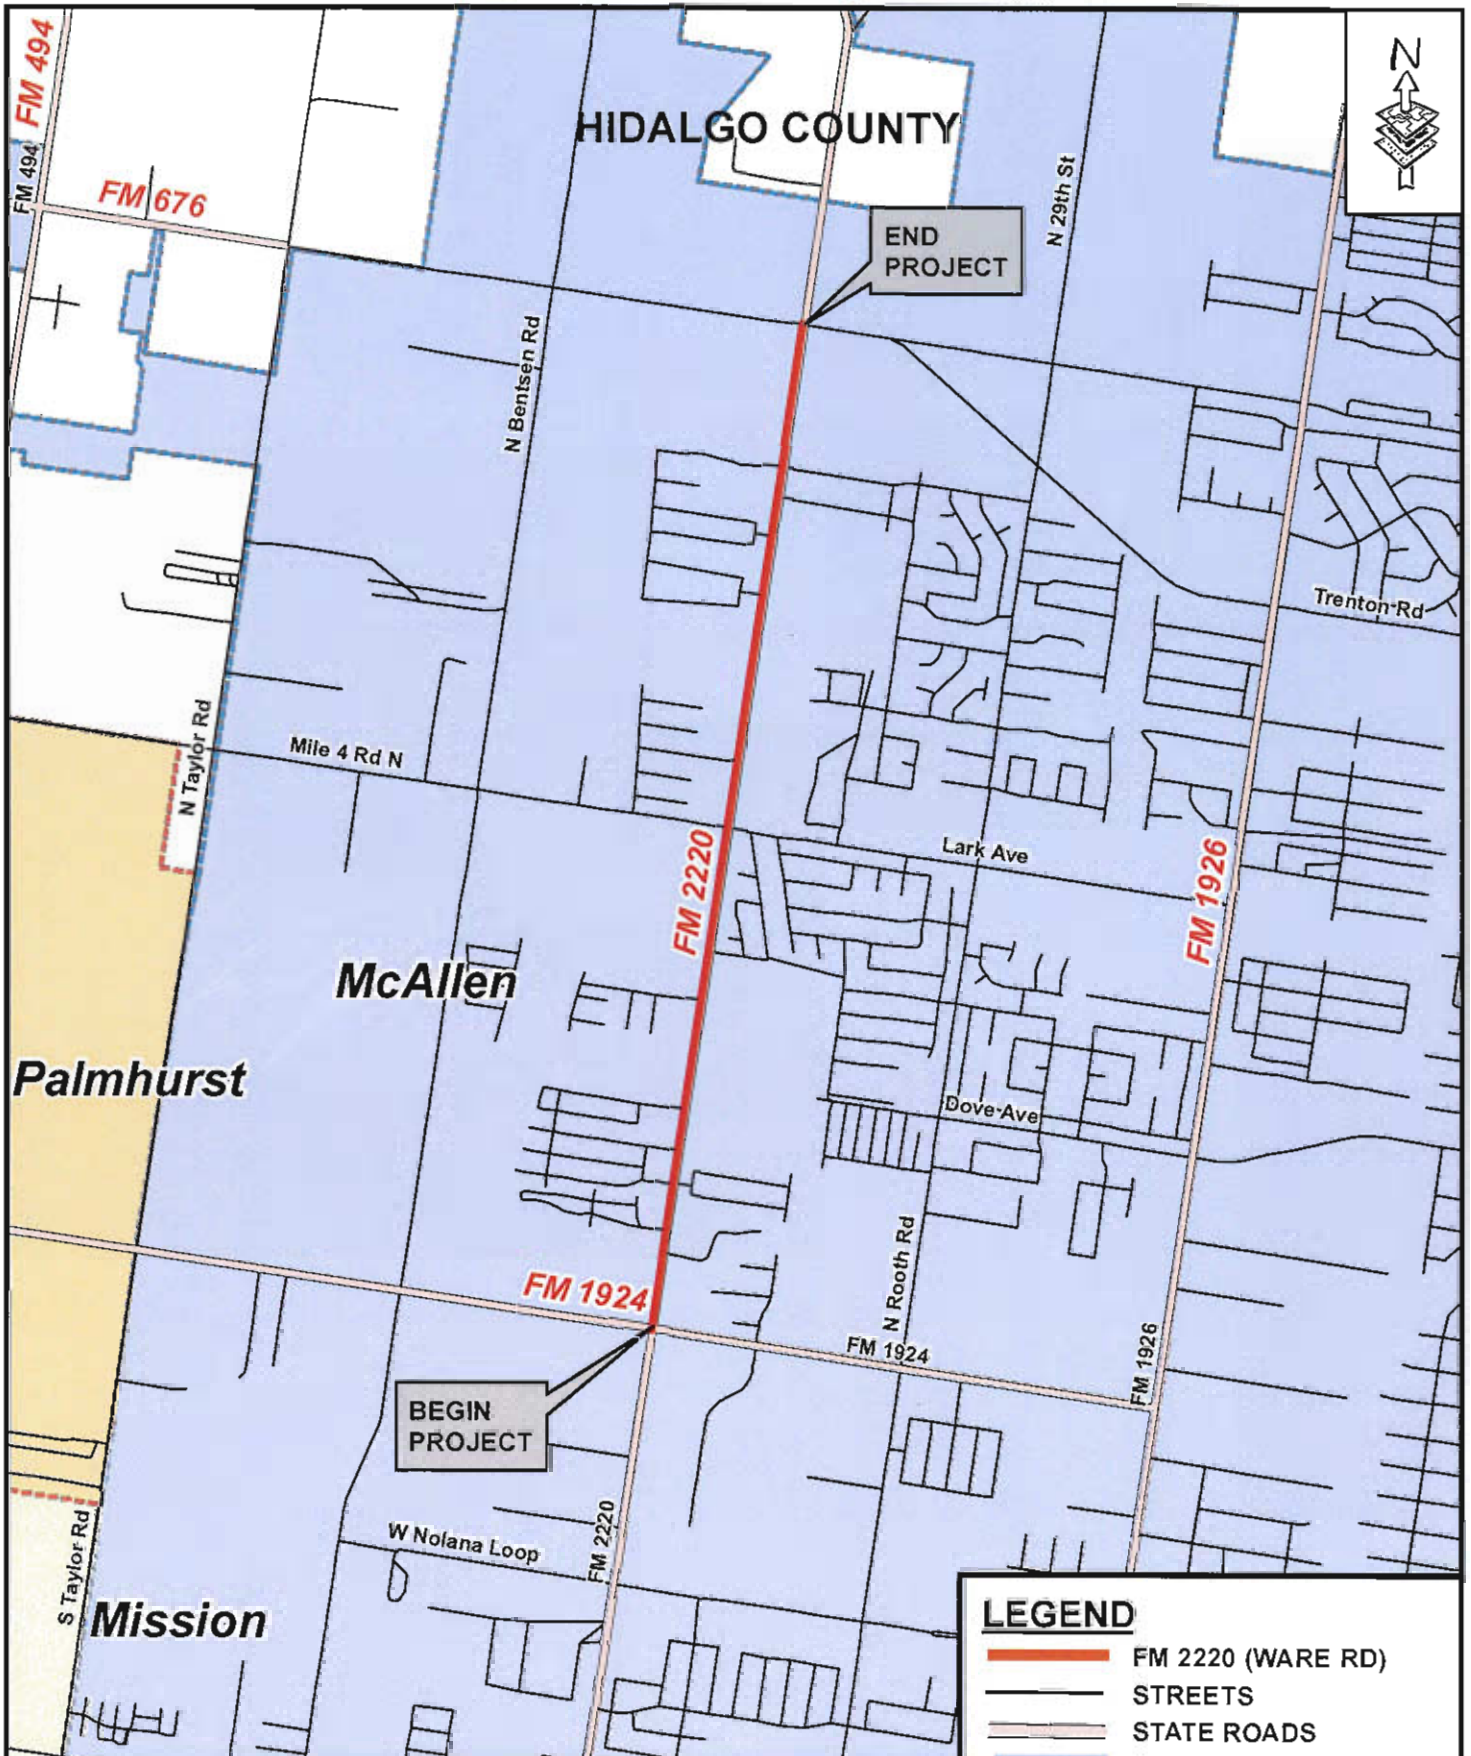 FM 494
N
HIDALGO COUNTY
FM 494
FM 676
N 29th St
END
PROJECT
N Bentsen Rd
Trenton Rd
N Taylor Rd
Mile 4 Rd N
FM 2220
Lark Ave
FM 1926
McAllen
Palmhurst
Dove Ave
N Rooth Rd
FM 1924
FM 1924
FM 1926
BEGIN
PROJECT
W Nolana Loop
FM 2220
S Taylor Rd
Mission
LEGEND
FM 2220 (WARE RD)
STREETS
STATE ROADS